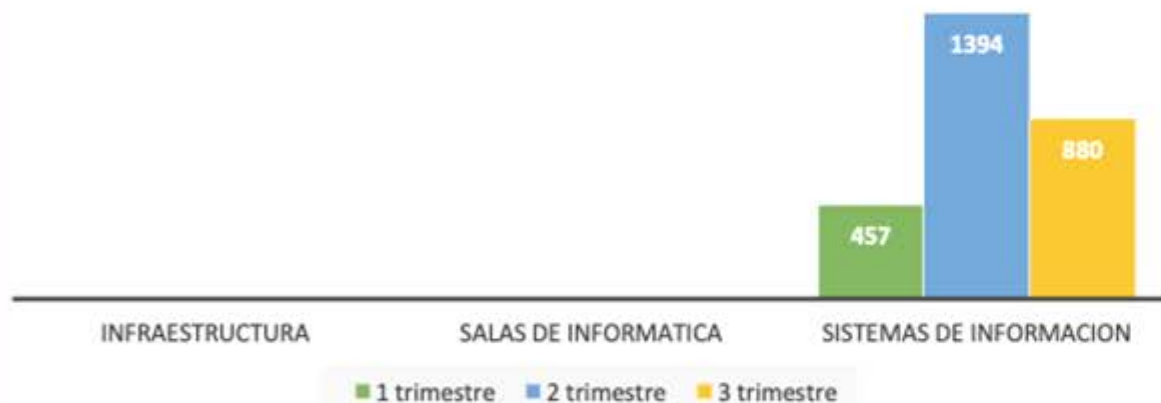 1394
880
457
INFRAESTRUCTURA SALAS DE INFORMATICA SISTEMAS DE INFORMACION
1 trimestre 2 trimestre 3 trimestre